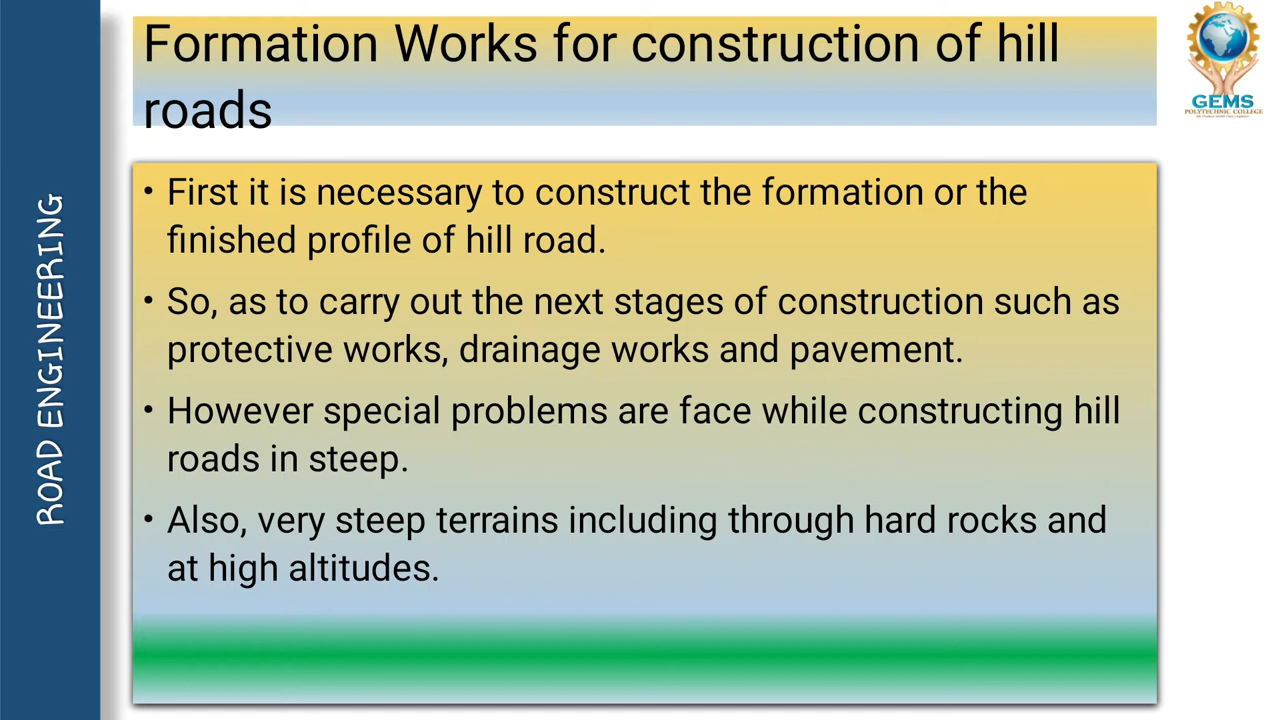 Formation Works for construction of hill
roads
GEMS
POLYTECHNIC COLLEGE
ROAD ENGINEERING
• First it is necessary to construct the formation or the
finished profile of hill road.
• So, as to carry out the next stages of construction such as
protective works, drainage works and pavement.
• However special problems are face while constructing hill
roads in steep.
• Also, very steep terrains including through hard rocks and
at high altitudes.